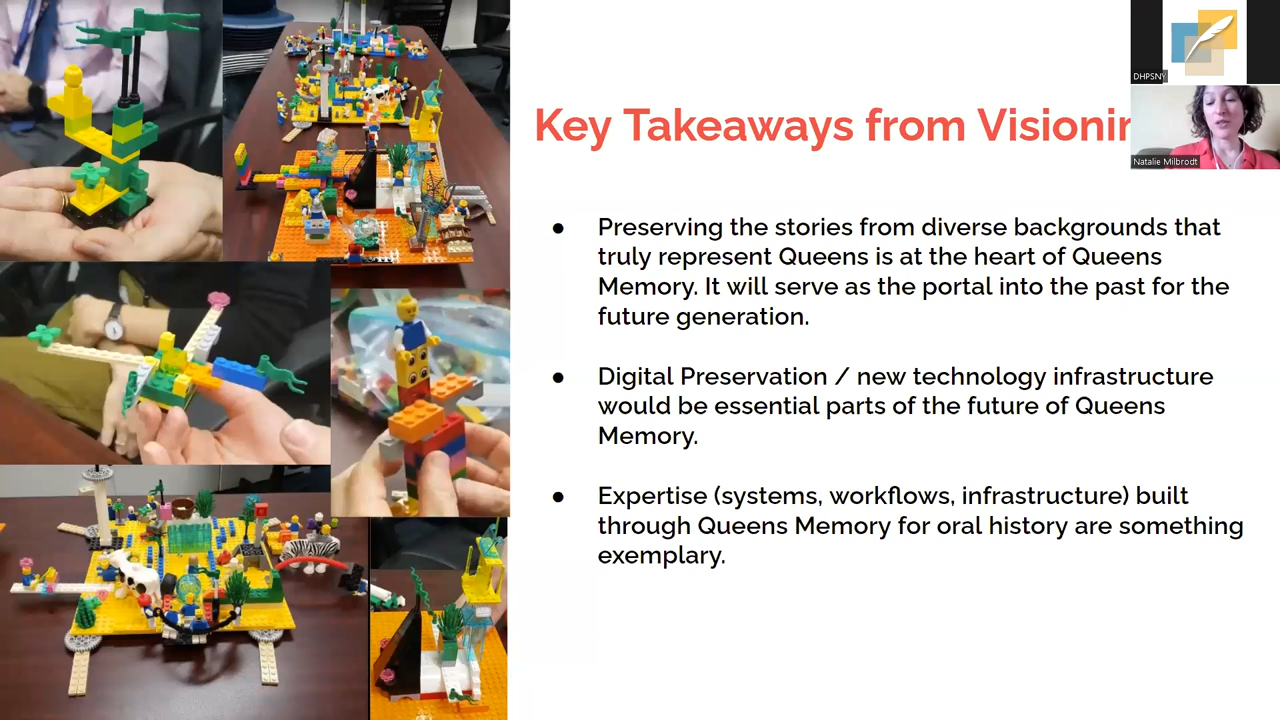 DHPSNY
Natalie Milbrodt
Key Takeaways from Visionin
● Preserving the stories from diverse backgrounds that
truly represent Queens is at the heart of Queens
Memory. It will serve as the portal into the past for the
future generation.
● Digital Preservation / new technology infrastructure
would be essential parts of the future of Queens
Memory.
● Expertise (systems, workflows, infrastructure) built
through Queens Memory for oral history are something
exemplary.